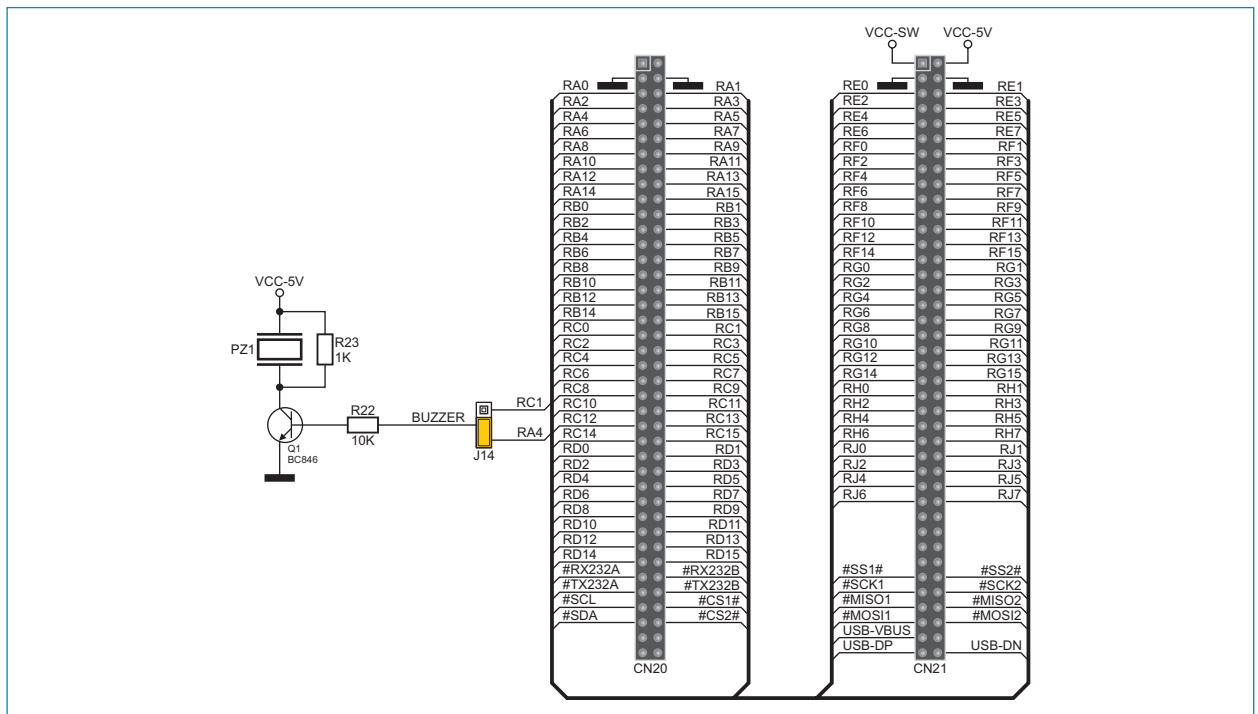 VCC-SW VCC-5V
RA0 RA1 RE0 RE1
RA2 RA3 RE2 RE3
RA4 RA5 RE4 RE5
RA6 RA7 RE6 RE7
RA8 RA9 RF0 RF1
RA10 RA11 RF2 RF3
RA12 RA13 RF4 RF5
RA14 RA15 RF6 RF7
RB0 RB1 RF8 RF9
RB2 RB3 RF10 RF11
RB4 RB5 RF12 RF13
RB6 RB7 RF14 RF15
RB8 RB9 RG0 RG1
VCC-5V RB10 RB11 RG2 RG3
RB12 RB13 RG4 RG5
RB14 RB15 RG6 RG7
RC0 RC1 RG8 RG9
PZ1 R23 RC2 RC3 RG10 RG11
1K RC4 RC5 RG12 RG13
RC6 RC7 RG14 RG15
RC8 RC9 RH0 RH1
R22 BUZZER RC1 RC10 RC11 RH2 RH3
RC12 RC13 RH4 RH5
10K RA4 RC14 RC15 RH6 RH7
Q1 J14 RD0 RD1 RJ0 RJ1
BC846 RD2 RD3 RJ2 RJ3
RD4 RD5 RJ4 RJ5
RD6 RD7 RJ6 RJ7
RD8 RD9
RD10 RD11
RD12 RD13
RD14 RD15
#RX232A #RX232B #SS1# #SS2#
#TX232A #TX232B #SCK1 #SCK2
#SCL #CS1# #MISO1 #MISO2
#SDA #CS2# #MOSI1 #MOSI2
USB-VBUS
USB-DP USB-DN
CN20 CN21